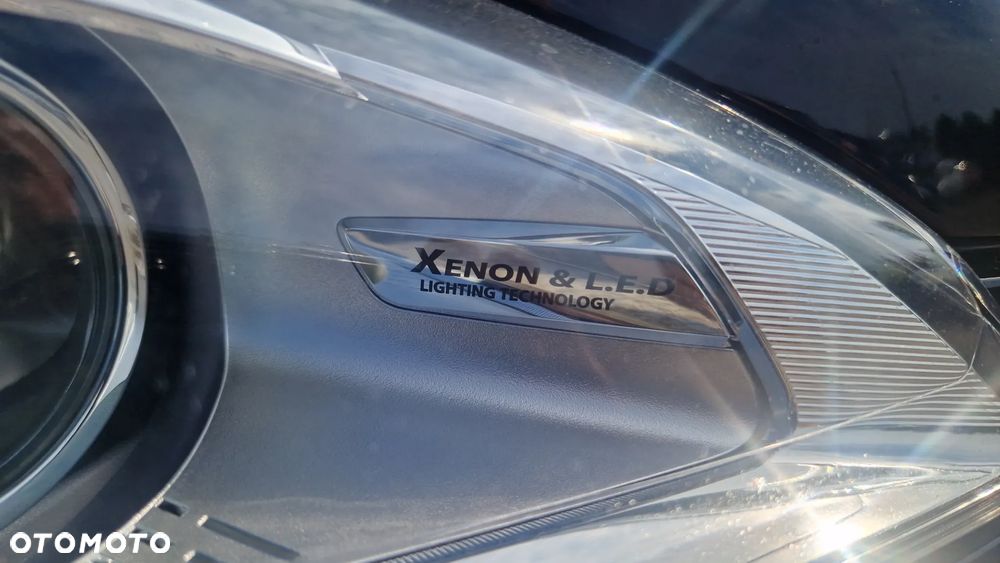 XENON & L.E.D
LIGHTING TECHNOLOGY
OTOMOTO